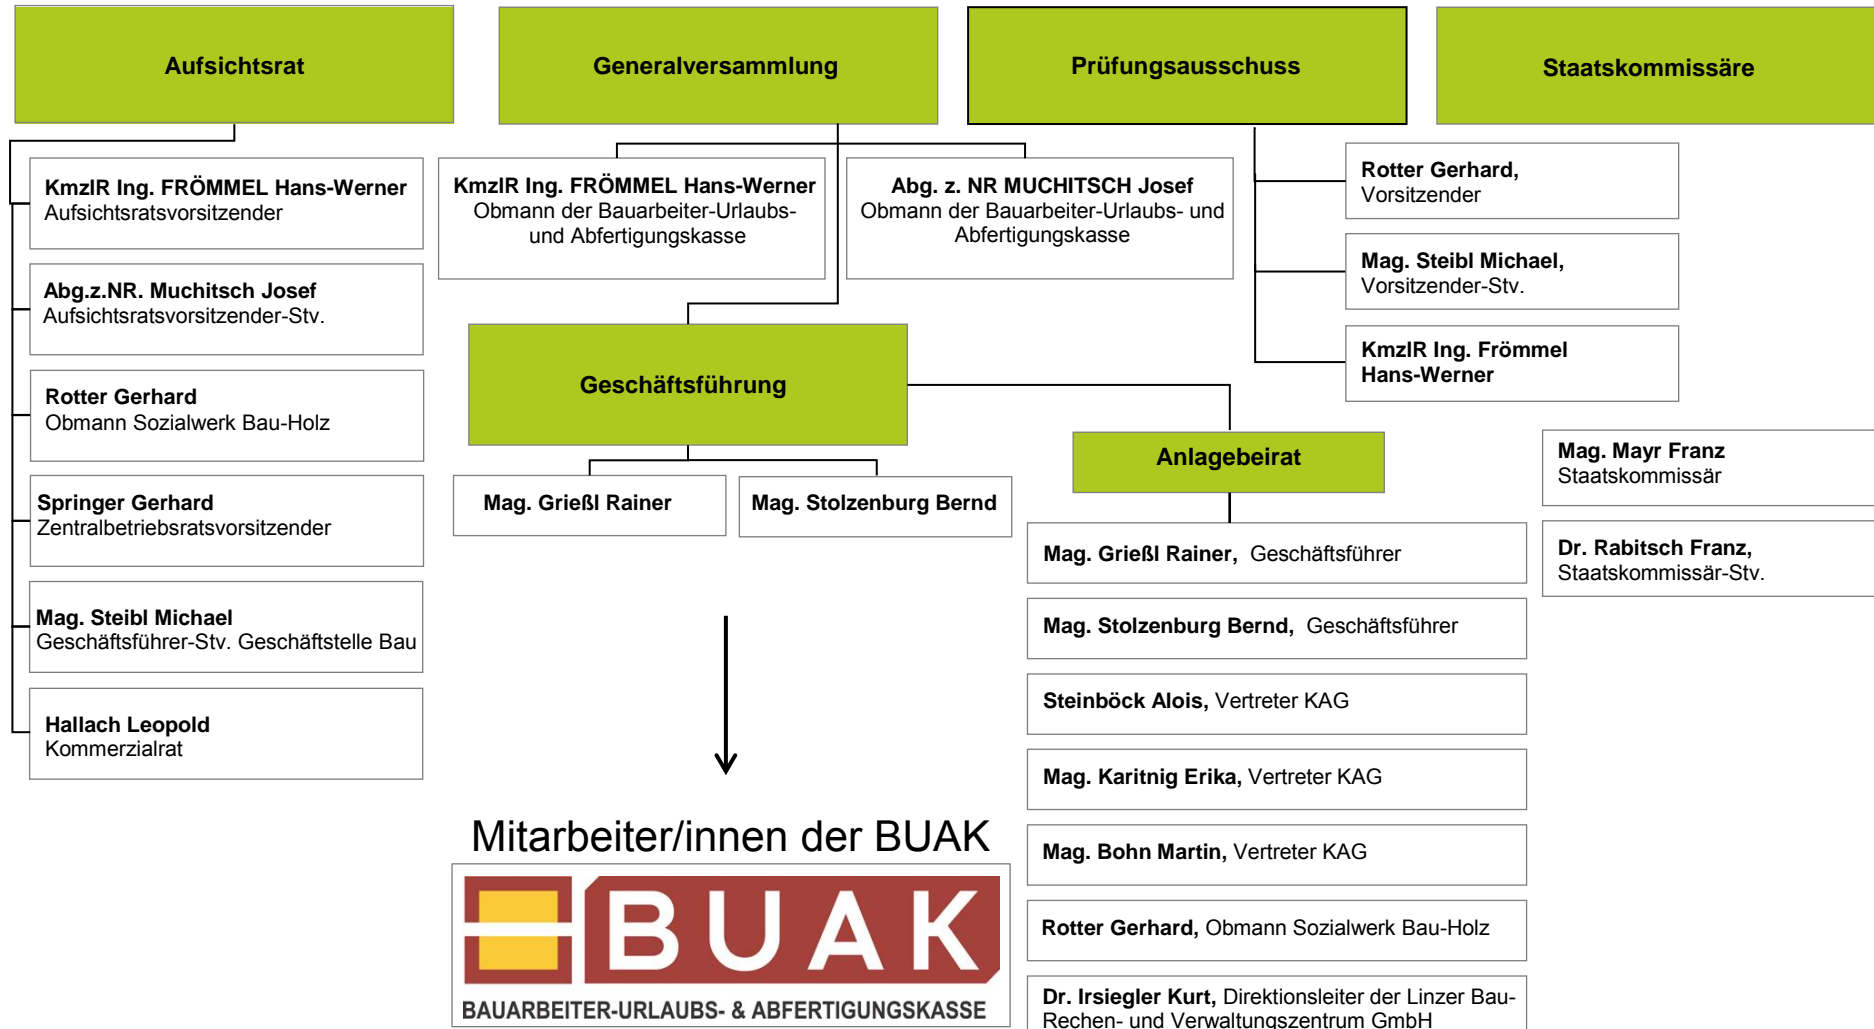 Aufsichtsrat
Generalversammlung
Prüfungsausschuss
Staatskommissäre
KmzlR Ing. FRÖMMEL Hans-Werner
Aufsichtsratsvorsitzender
Abg.z.NR. Muchitsch Josef
Aufsichtsratsvorsitzender-Stv.
Rotter Gerhard
Obmann Sozialwerk Bau-Holz
Springer Gerhard
Zentralbetriebsratsvorsitzender
Mag. Steibl Michael
Geschäftsführer-Stv. Geschäftstelle Bau
Hallach Leopold
Kommerzialrat
KmzlR Ing. FRÖMMEL Hans-Werner
Obmann der Bauarbeiter-Urlaubs-
und Abfertigungskasse
Abg. z. NR MUCHITSCH Josef
Obmann der Bauarbeiter-Urlaubs- und
Abfertigungskasse
Geschäftsführung
Mag. Grießl Rainer
Mag. Stolzenburg Bernd
Mitarbeiter/innen der BUAK
BUAK
BAUARBEITER-URLAUBS- & ABFERTIGUNGSKASSE
Rotter Gerhard,
Vorsitzender
Mag. Steibl Michael,
Vorsitzender-Stv.
KmzlR Ing. Frömmel
Hans-Werner
Anlagebeirat
Mag. Grießl Rainer, Geschäftsführer
Mag. Stolzenburg Bernd, Geschäftsführer
Steinböck Alois, Vertreter KAG
Mag. Karitnig Erika, Vertreter KAG
Mag. Bohn Martin, Vertreter KAG
Rotter Gerhard, Obmann Sozialwerk Bau-Holz
Dr. Irsiegler Kurt, Direktionsleiter der Linzer Bau-
Rechen- und Verwaltungszentrum GmbH
Mag. Mayr Franz
Staatskommissär
Dr. Rabitsch Franz,
Staatskommissär-Stv.